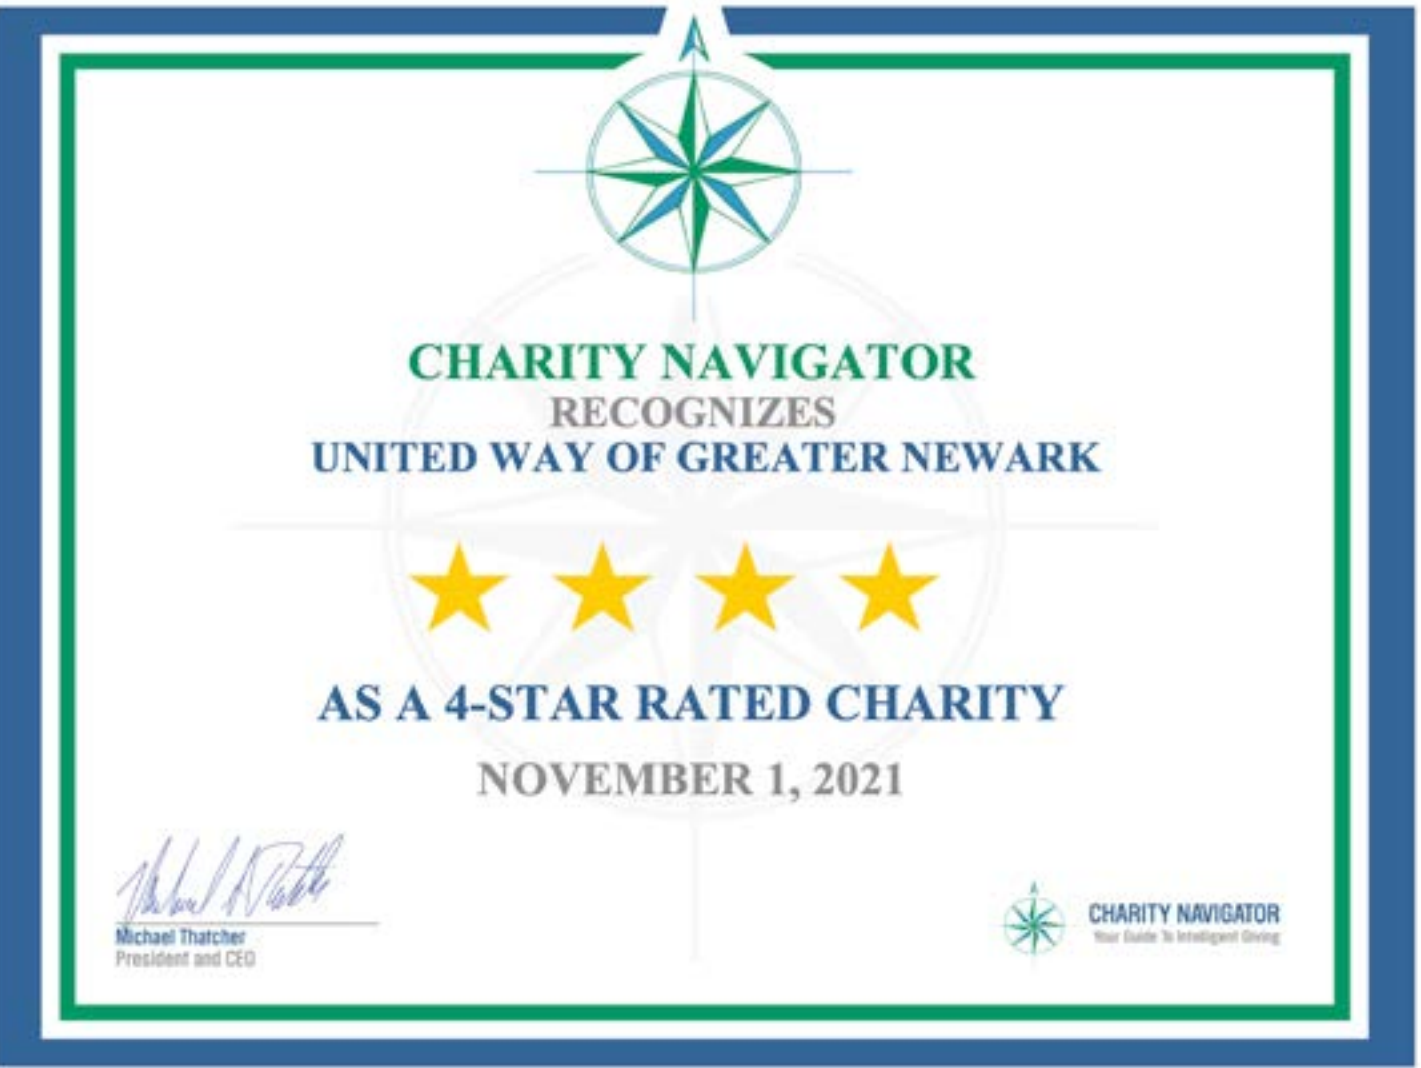 CHARITY NAVIGATOR
RECOGNIZES
UNITED WAY OF GREATER NEWARK
AS A 4-STAR RATED CHARITY
NOVEMBER 1, 2021
Michael Thatcher
President and CEO
CHARITY NAVIGATOR
Your Guide To Intelligent Giving